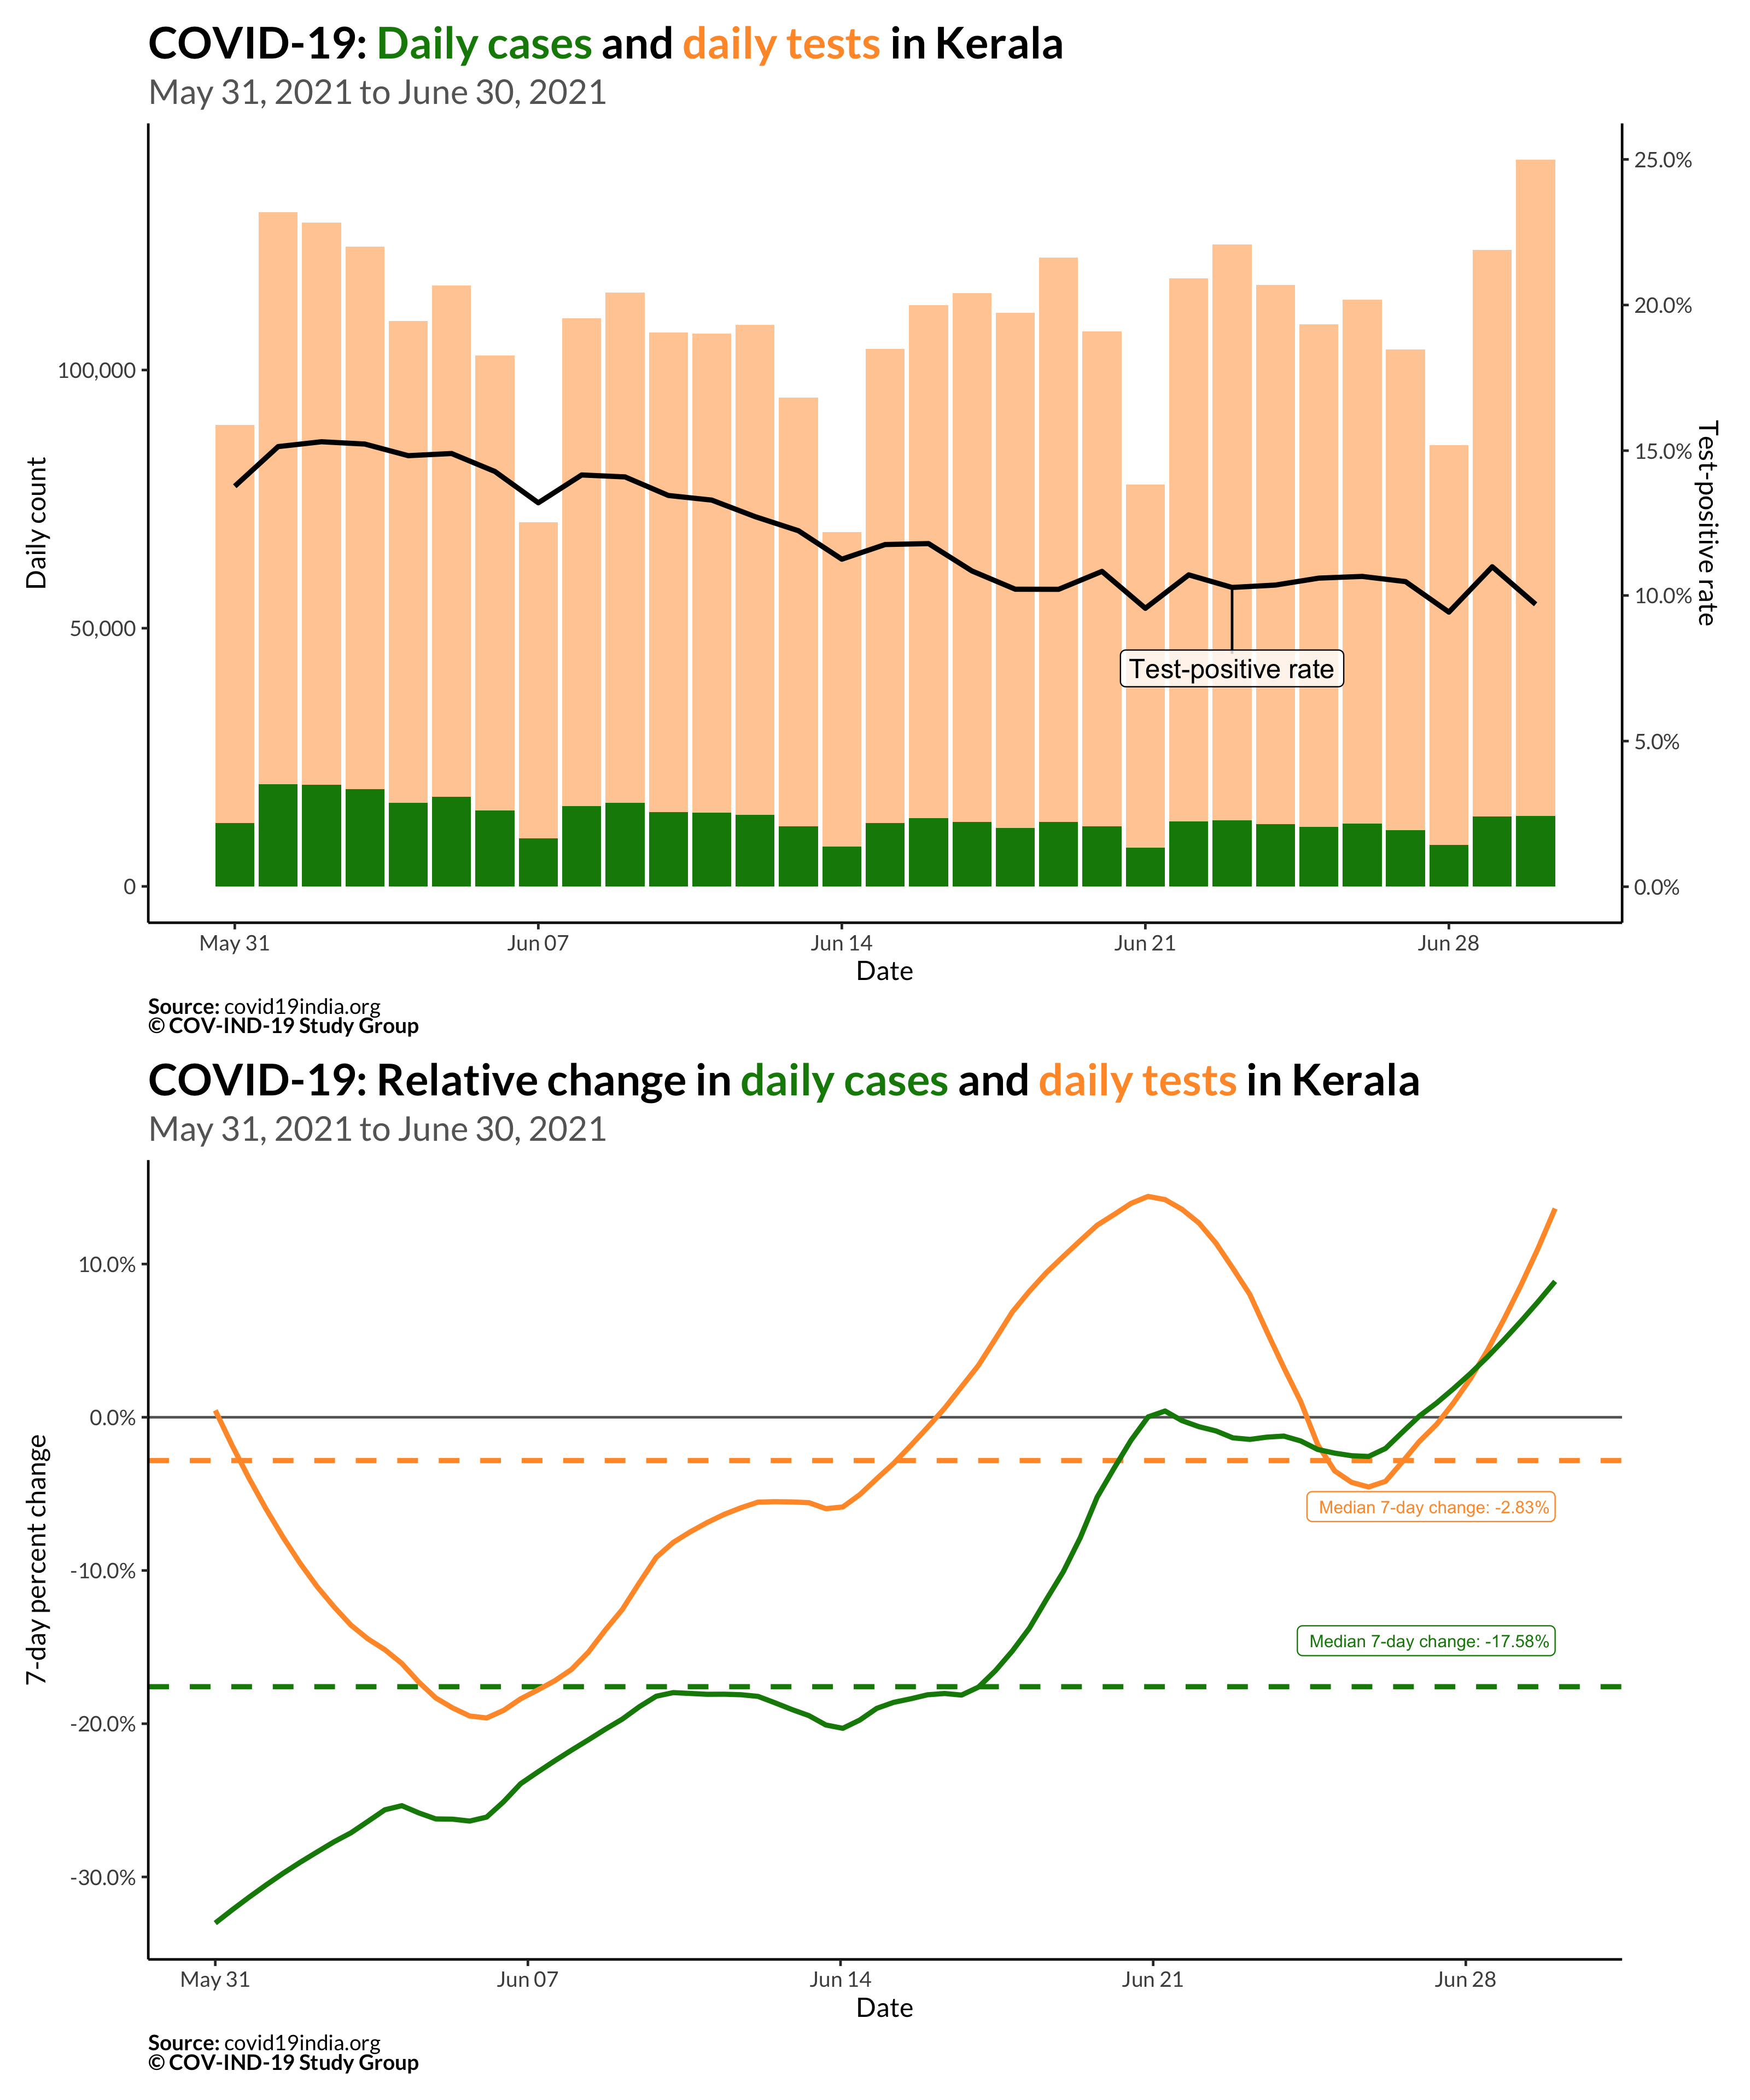 COVID-19: Daily cases and daily tests in Kerala
May 31, 2021 to June 30, 2021
Daily count
100,000
50,000
0
25.0%
20.0%
15.0%
10.0%
5.0%
0.0%
Test-positive rate
Test-positive rate
May 31
Jun 07
Jun 14
Jun 21
Jun 28
Date
Source: covid19india.org
© COV-IND-19 Study Group
COVID-19: Relative change in daily cases and daily tests in Kerala
May 31, 2021 to June 30, 2021
7-day percent change
10.0%
0.0%
-10.0%
-20.0%
-30.0%
Median 7-day change: -2.83%
Median 7-day change: -17.58%
May 31
Jun 07
Jun 14
Jun 21
Jun 28
Date
Source: covid19india.org
© COV-IND-19 Study Group